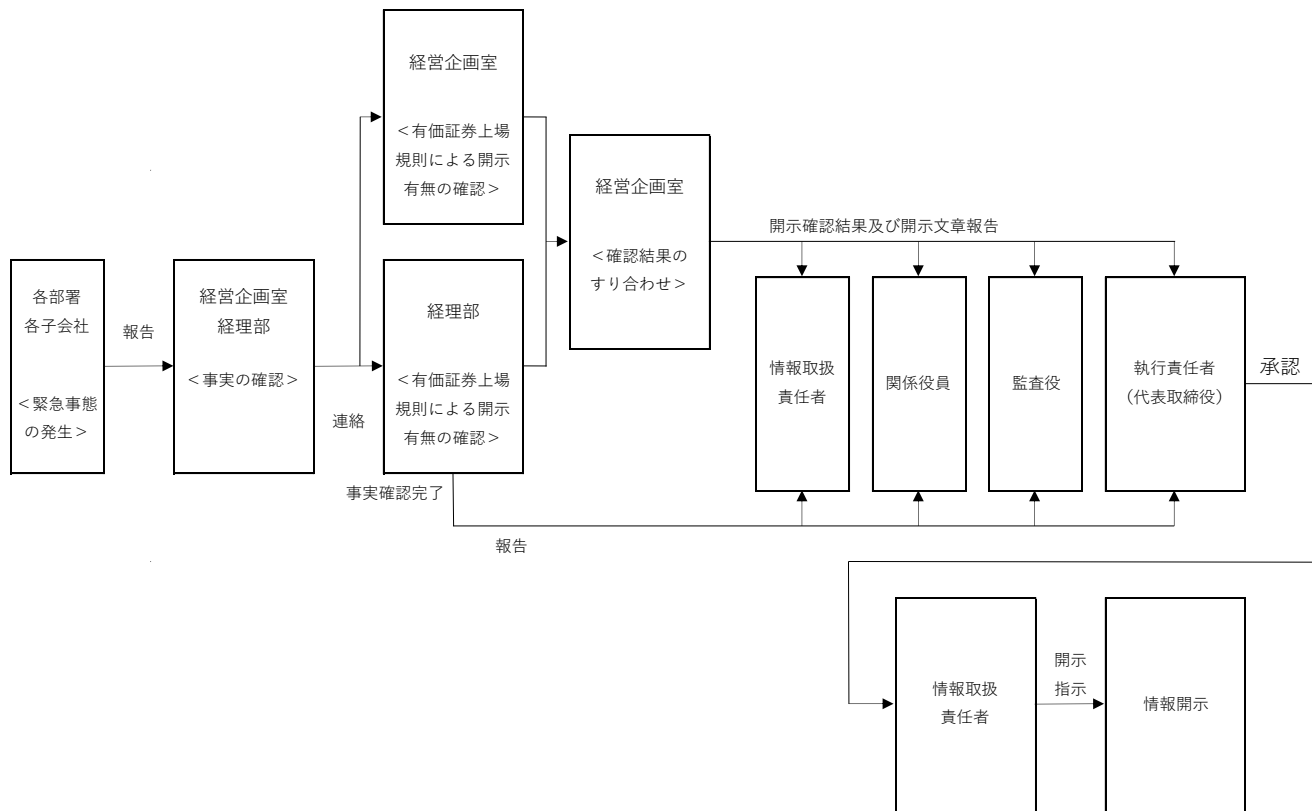 各部署
各子会社
＜緊急事態
の発生＞
報告
経営企画室
経理部
＜事実の確認＞
連絡
経営企画室
＜有価証券上場
規則による開示
有無の確認＞
経理部
＜有価証券上場
規則による開示
有無の確認＞
事実確認完了
報告
経営企画室
＜確認結果の
すり合わせ＞
開示確認結果及び開示文章報告
情報取扱
責任者
関係役員
監査役
執行責任者
（代表取締役）
承認
情報取扱
責任者
開示
指示
情報開示